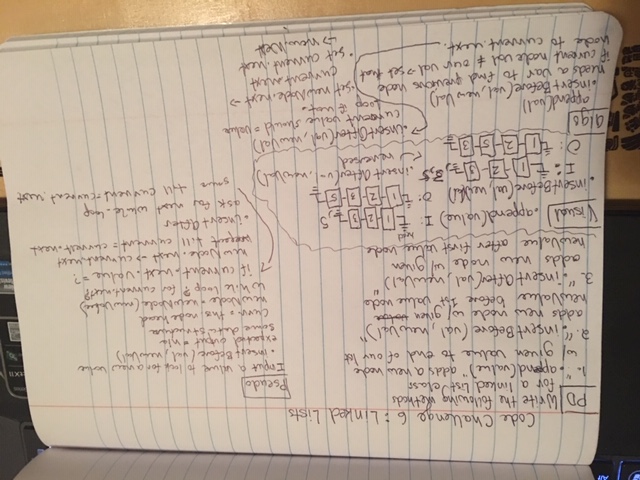 Code Challenge 6: Linked Lists
PD
Write the following methods
for a linked list class
1. ".append(value)" adds a new node
w/ given value to end of our list
2. ".insertBefore(val, newVal)"
adds new node w/ given
newValue before 1st value node
3. ".insertAfter(val, newVal)"
adds new node w/ given
newValue after first value node
Visual
.append(value) I: head 1 2 3 , 5
O: 1 2 3 5
.insertBefore(val, newVal)
I: 1 2 3 , 3, 5
O: 1 2 5 3
.insertAfter(val, newVal)
reversed
algo
append(val)
.insertBefore(val, newVal)
needs a var to find previous node
if current node val ≠ our val → set that
node to current.next.
.insertAfter(val, newVal)
current value should = value
loop if not.
.set newNode.next →
current.next
.set current.next
Pseudo
Input a value to look for a new value
.insertBefore(val, newVal)
expected output =
same data structure
curr = this node head
newNode = newNode(newValue)
while loop? for current.next?
if current.next.value = ?
newNode.next → current.next
repeat till current = current.next
.insertAfter
ask for next while loop
same till current = current.next